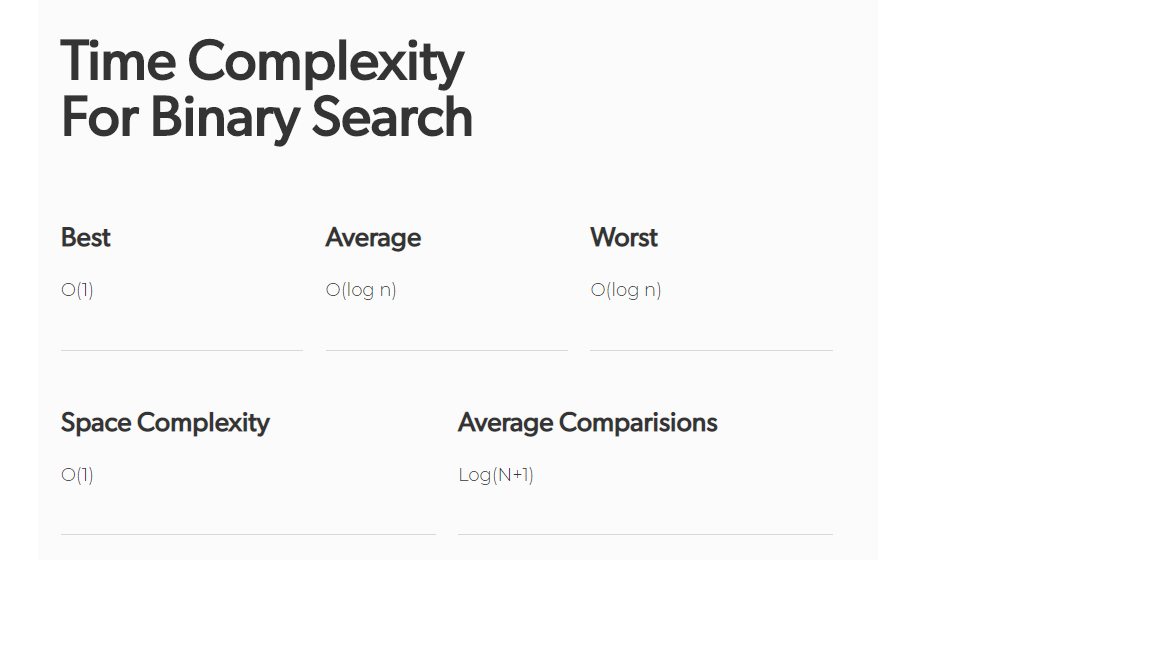 Time Complexity
For Binary Search
Best
Average
Worst
O(1)
O(log n)
O(log n)
Space Complexity
Average Comparisions
O(1)
Log(N+1)